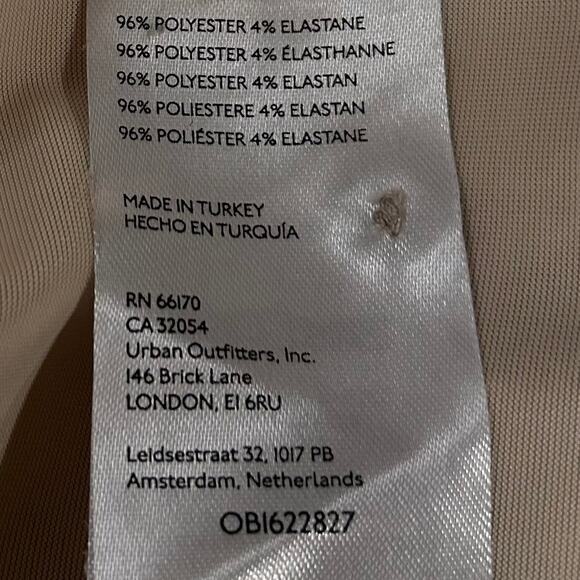 96% POLYESTER 4% ELASTANE
96% POLYESTER 4% ÉLASTHANNE
96% POLYESTER 4% ELASTAN
96% POLIESTERE 4% ELASTAN
96% POLIÉSTER 4% ELASTANE
MADE IN TURKEY
HECHO EN TURQUÍA
RN 66170
CA 32054
Urban Outfitters, Inc.
146 Brick Lane
LONDON, E1 6RU
Leidsestraat 32, 1017 PB
Amsterdam, Netherlands
OB1622827